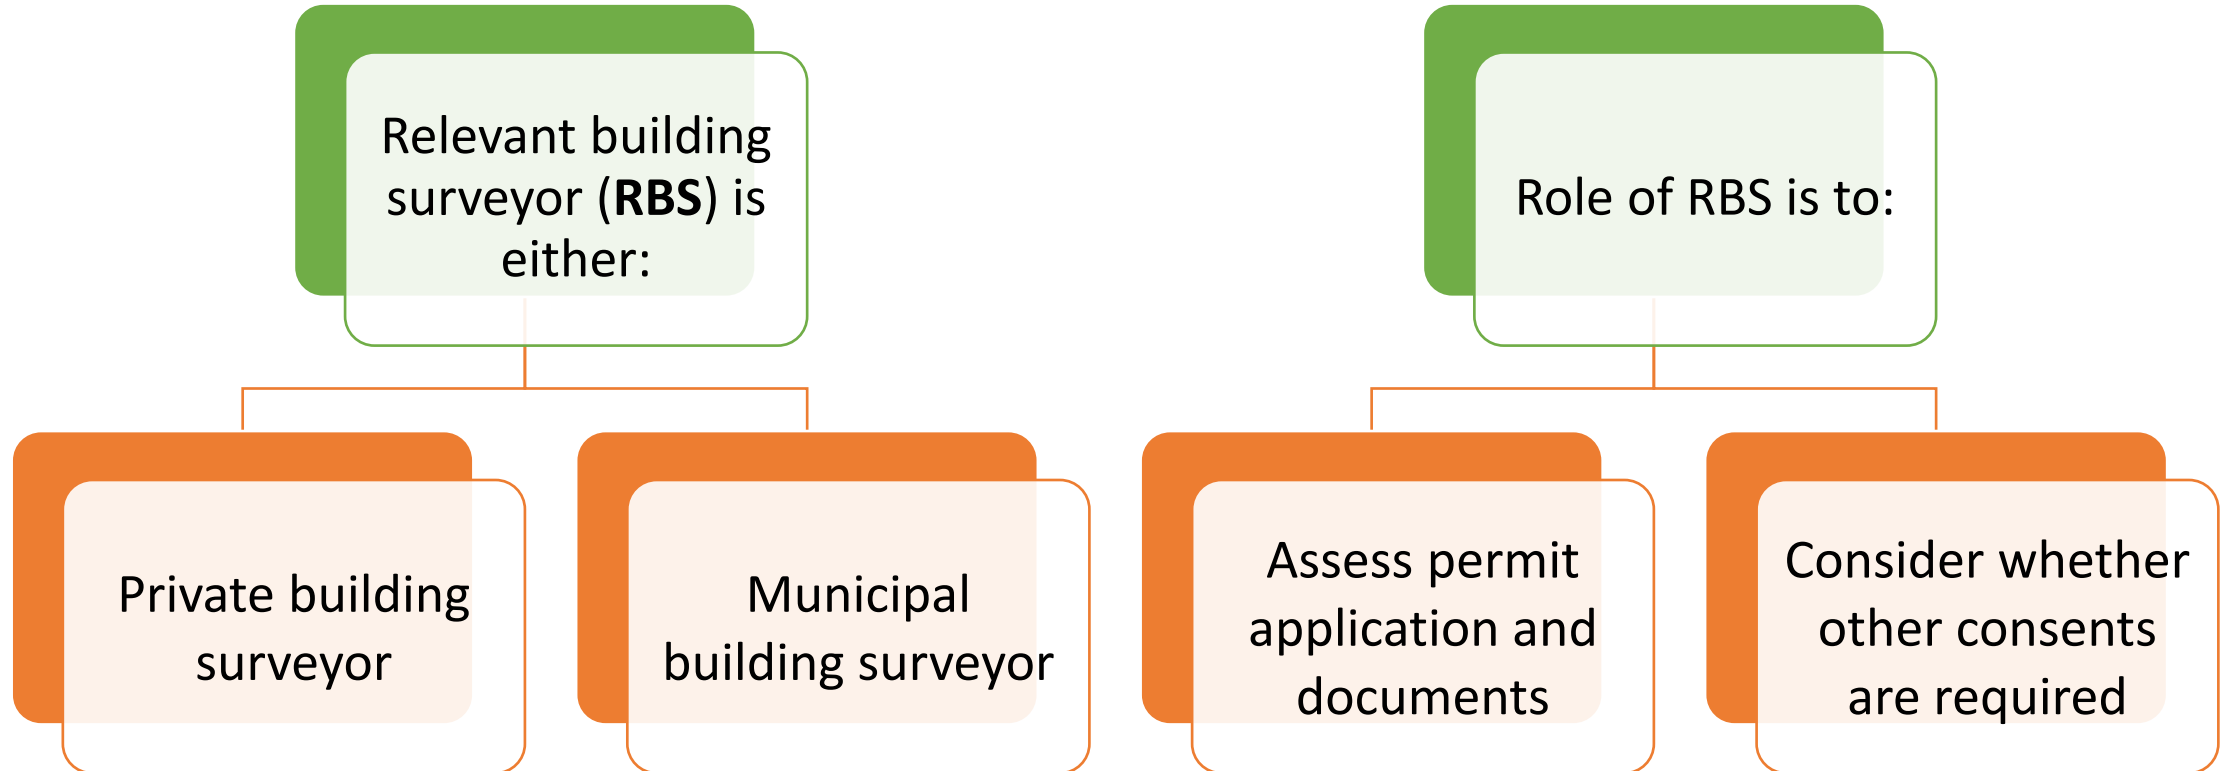 Relevant building
surveyor (RBS) is
either:
Private building
surveyor
Municipal
building surveyor
Role of RBS is to:
Assess permit
application and
documents
Consider whether
other consents
are required